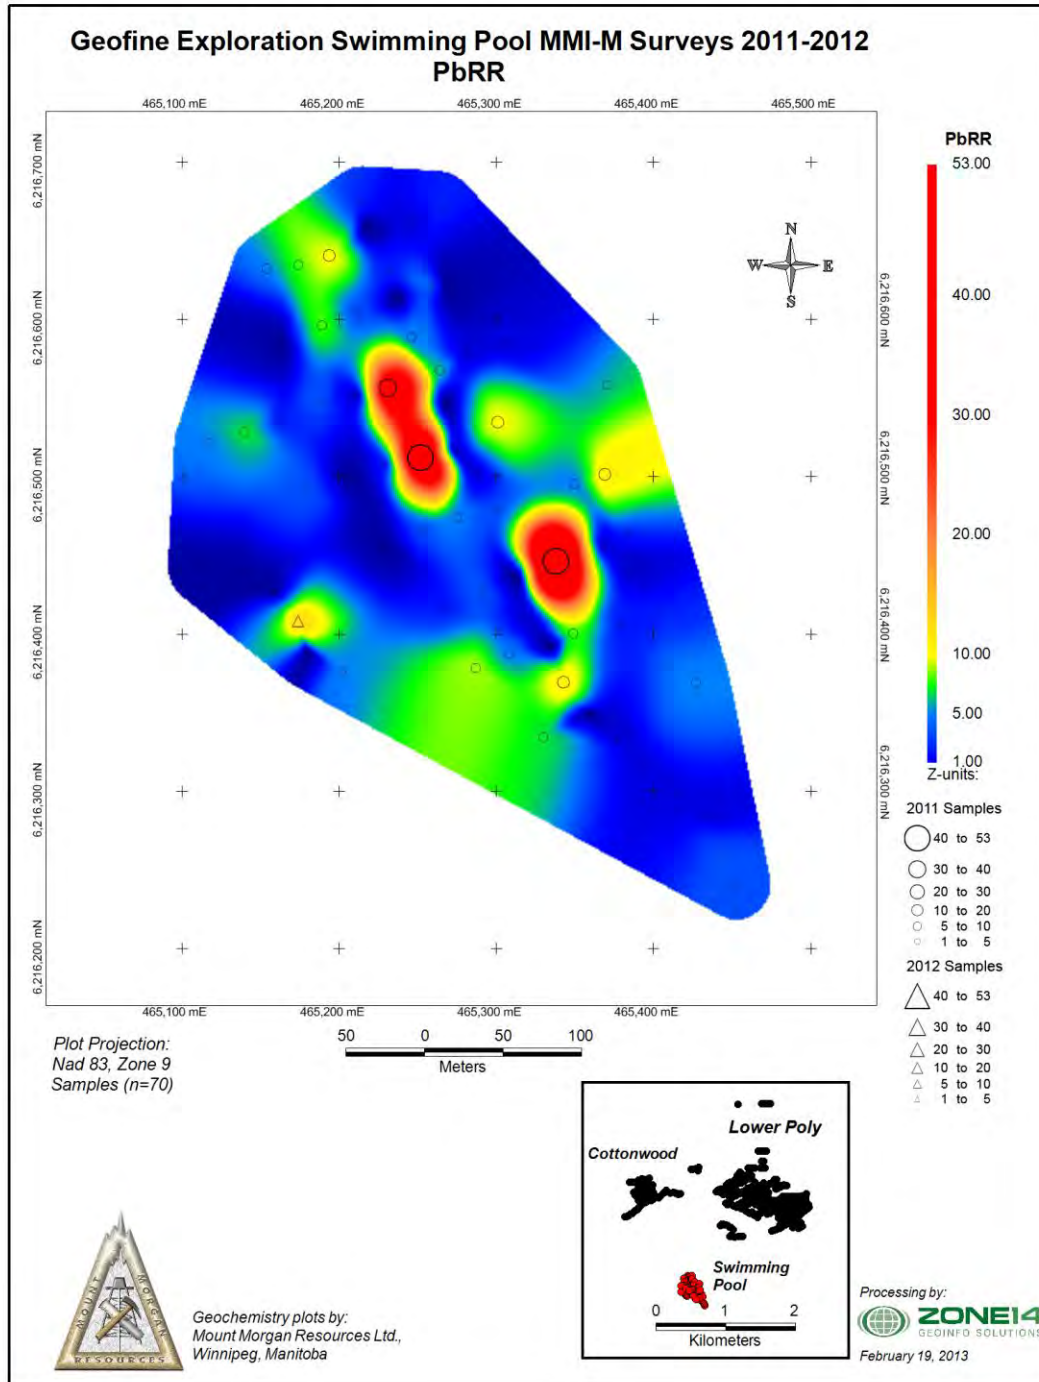 Geofine Exploration Swimming Pool MMI-M Surveys 2011-2012
PbRR
465,100 mE 465,200 mE 465,300 mE 465,400 mE 465,500 mE
6,216,700 mN
6,216,600 mN
6,216,500 mN
6,216,400 mN
6,216,300 mN
6,216,200 mN
N
W E
S
6,216,600 mN
6,216,500 mN
6,216,400 mN
6,216,300 mN
465,100 mE 465,200 mE 465,300 mE 465,400 mE
PbRR
53.00
40.00
30.00
20.00
10.00
5.00
1.00
Z-units:
2011 Samples
40 to 53
30 to 40
20 to 30
10 to 20
5 to 10
1 to 5
2012 Samples
40 to 53
30 to 40
20 to 30
10 to 20
5 to 10
1 to 5
Plot Projection:
Nad 83, Zone 9
Samples (n=70)
50 0 50 100
Meters
Lower Poly
Cottonwood
Swimming
Pool
0 1 2
Kilometers
MOUNT MORGAN
RESOURCES
Geochemistry plots by:
Mount Morgan Resources Ltd.,
Winnipeg, Manitoba
Processing by:
ZONE14
GEOINFO SOLUTIONS
February 19, 2013